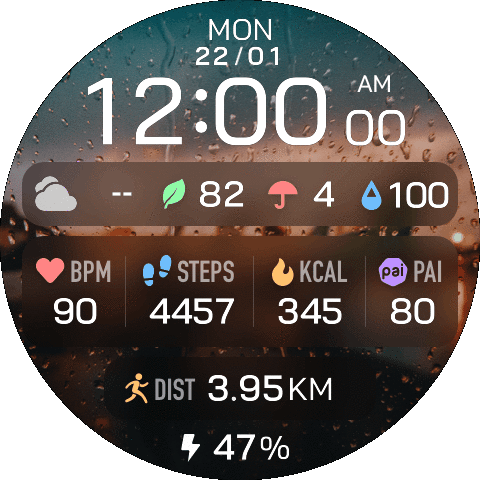 MON
22/01
12:00 AM
00
-- 82 4 100
BPM STEPS KCAL pai PAI
90 4457 345 80
DIST 3.95KM
47%